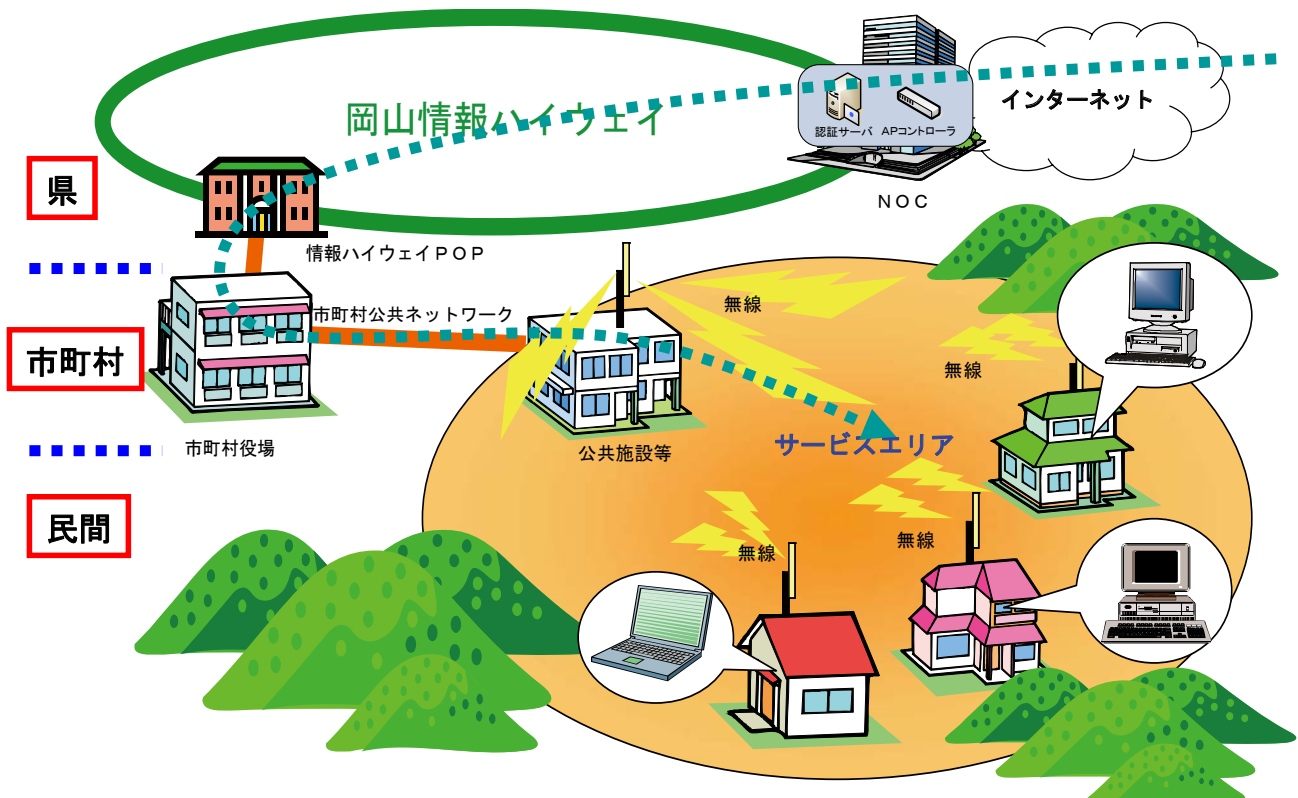 岡山情報ハイウェイ
インターネット
認証サーバ
APコントローラ
NOC
県
情報ハイウェイPOP
市町村公共ネットワーク
無線
市町村
無線
市町村役場
公共施設等
サービスエリア
民間
無線
無線